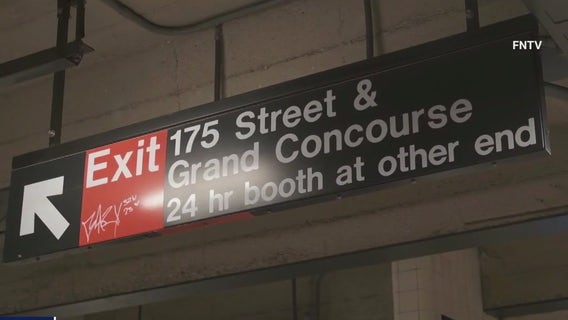 FNTV
Exit
175 Street &
Grand Concourse
24 hr booth at other end